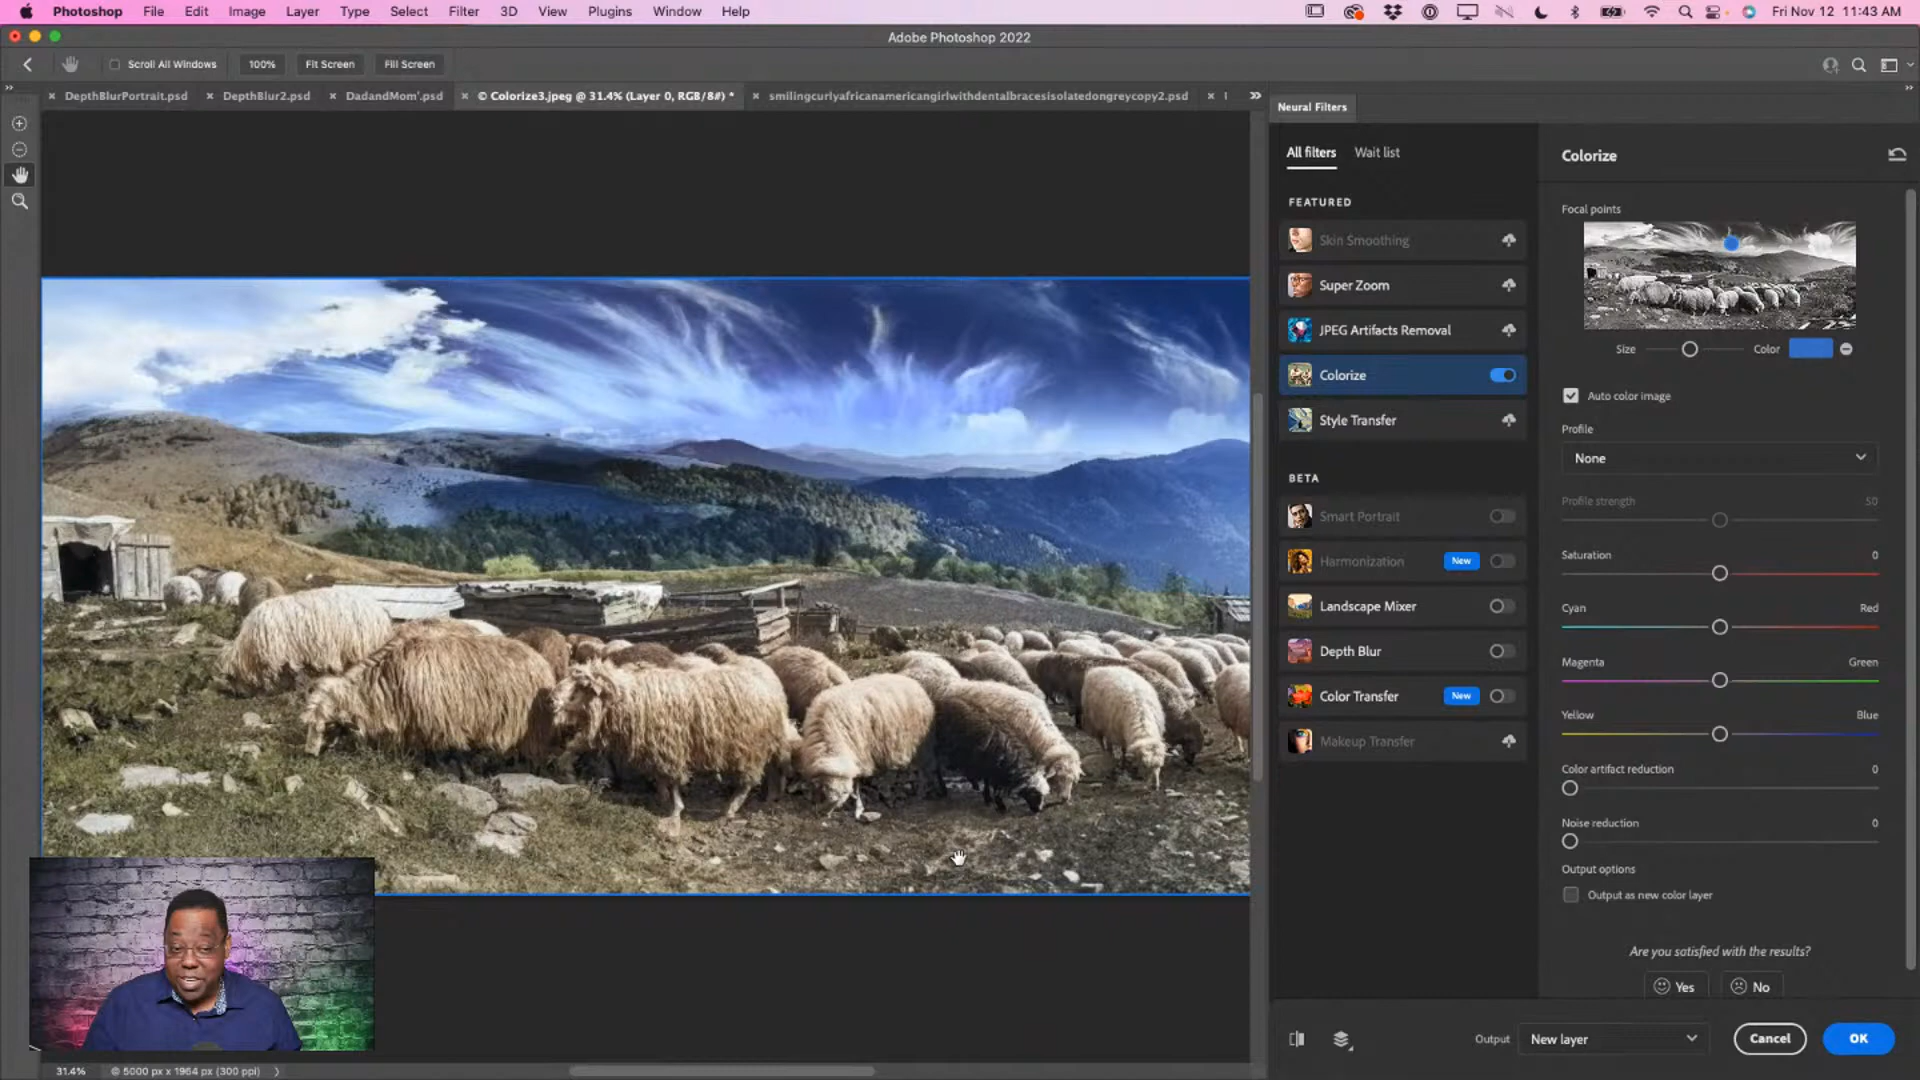 Photoshop File Edit Image Layer Type Select Filter 3D View Plugins Window Help Fri Nov 12 11:43 AM
Adobe Photoshop 2022
Scroll All Windows 100% Fit Screen Fill Screen
DepthBlurPortrait.psd DepthBlur2.psd DadandMom'.psd © Colorize3.jpeg @ 31.4% (Layer 0, RGB/8#) * smilingcurlyafricanamericangirlwithdentalbracesisolatedongreycopy2.psd
Neural Filters
All filters Wait list
FEATURED
Skin Smoothing
Super Zoom
JPEG Artifacts Removal
Colorize
Style Transfer
BETA
Smart Portrait
Harmonization New
Landscape Mixer
Depth Blur
Color Transfer New
Makeup Transfer
Colorize
Focal points
Size Color
Auto color image
Profile
None
Profile strength 50
Saturation 0
Cyan Red
Magenta Green
Yellow Blue
Color artifact reduction 0
Noise reduction 0
Output options
Output as new color layer
Are you satisfied with the results?
Yes No
Output New layer Cancel OK
31.4% © 5000 px x 1964 px (300 ppi)